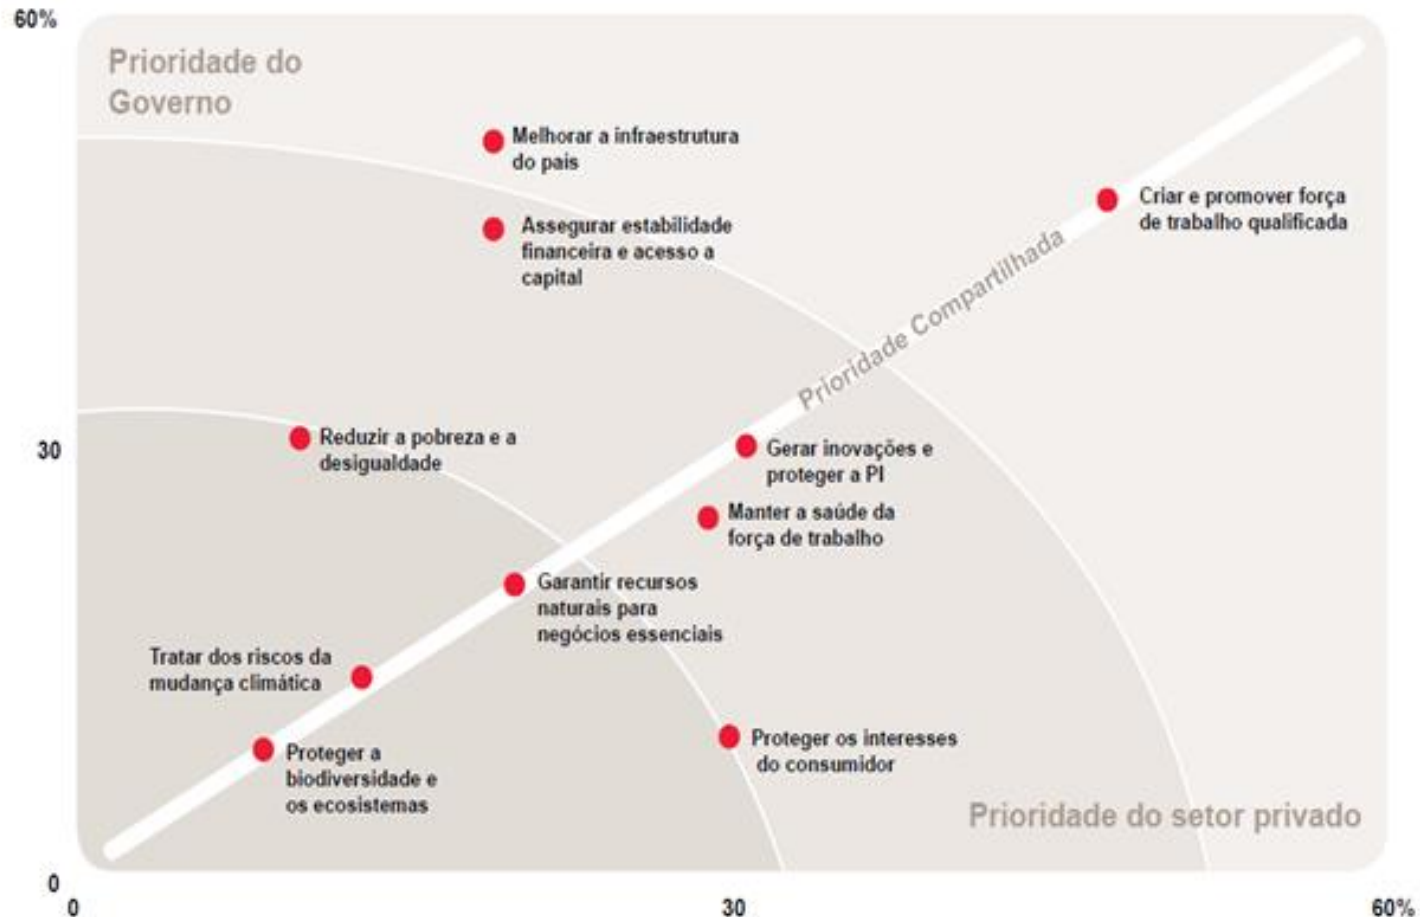 60%
Prioridade do
Governo
Melhorar a infraestrutura
do pais
Criar e promover força
de trabalho qualificada
Assegurar estabilidade
financeira e acesso a
capital
Prioridade Compartilhada
30
Reduzir a pobreza e a
desigualdade
Gerar inovações e
proteger a PI
Manter a saúde da
força de trabalho
Garantir recursos
naturais para
negócios essenciais
Tratar dos riscos da
mudança climática
Proteger a
biodiversidade e
os ecosistemas
Proteger os interesses
do consumidor
Prioridade do setor privado
0
0
30
60%